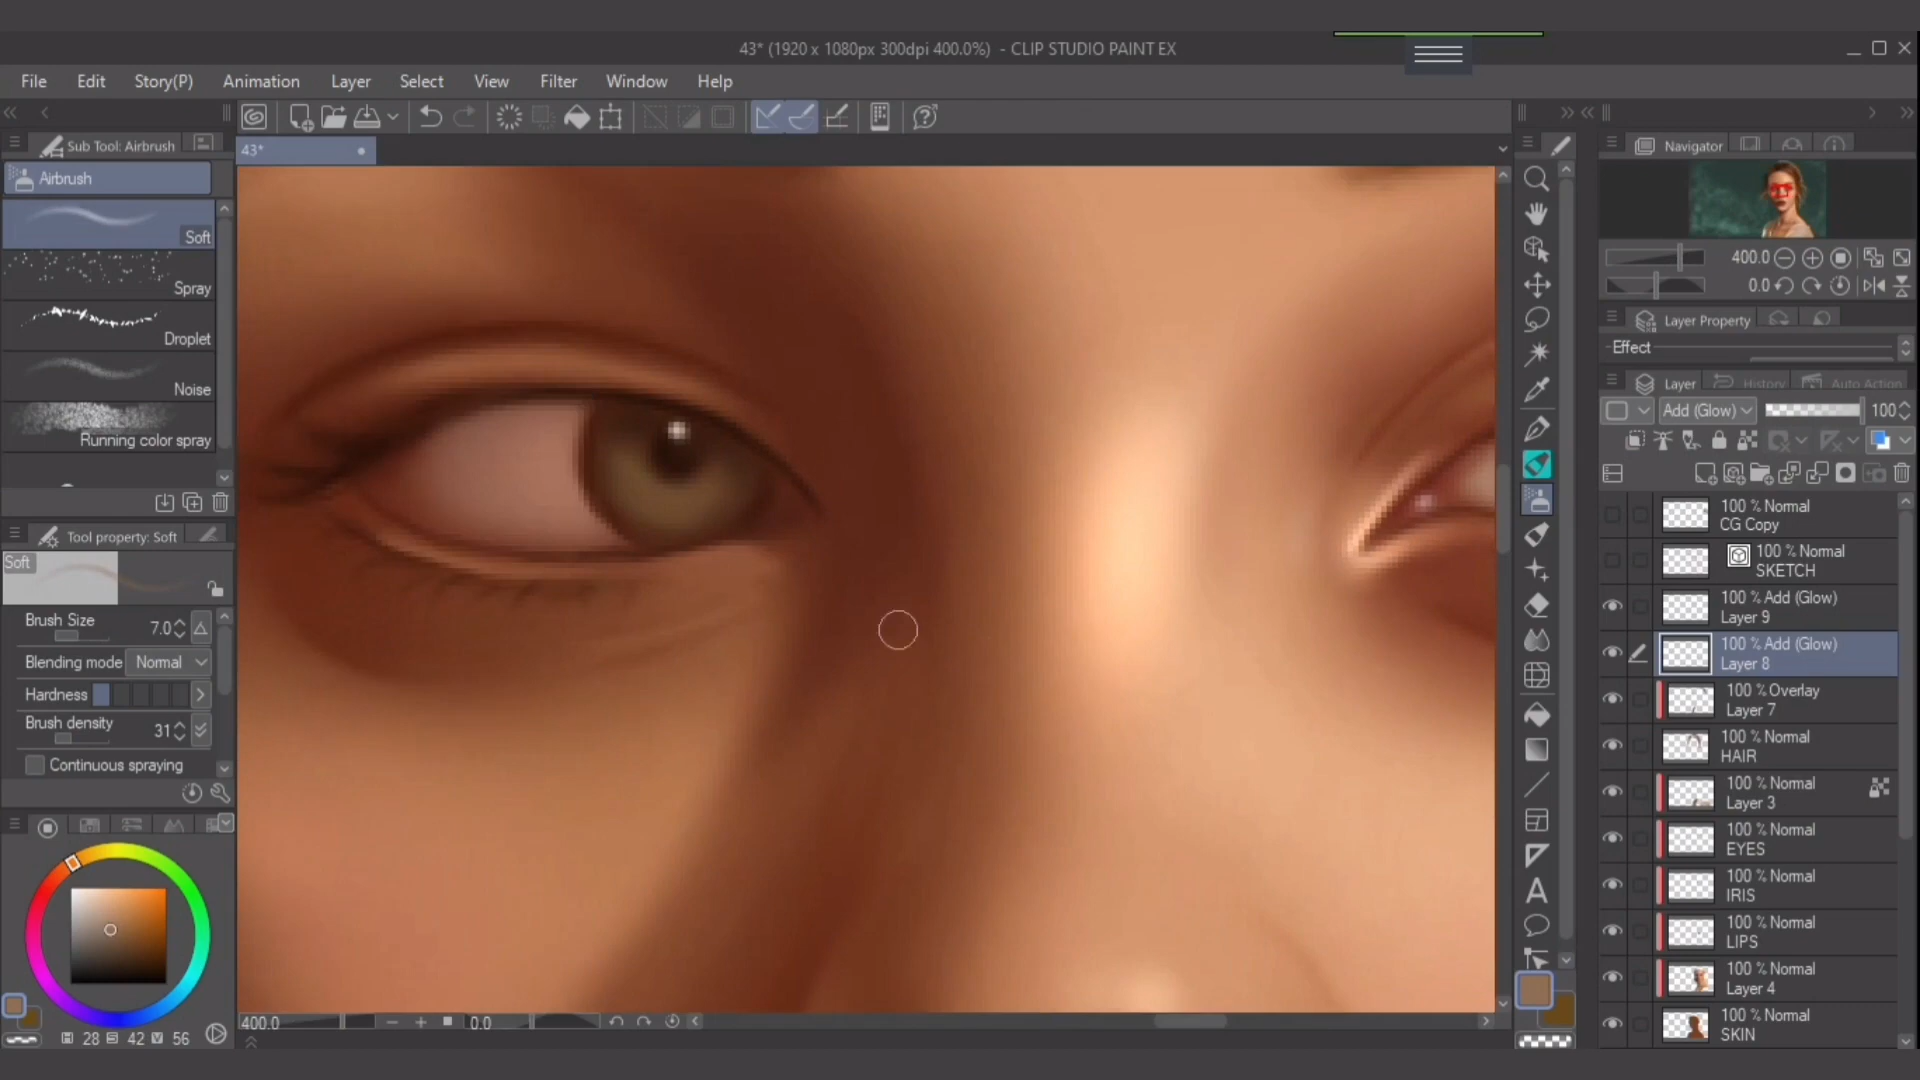 43* (1920 x 1080px 300dpi 400.0%) - CLIP STUDIO PAINT EX
File Edit Story(P) Animation Layer Select View Filter Window Help
Sub Tool: Airbrush
Airbrush
Soft
Spray
Droplet
Noise
Running color spray
Tool property: Soft
Soft
Brush Size 7.0
Blending mode Normal
Hardness
Brush density 31
Continuous spraying
28 42 56
43*
400.0 0.0
Navigator
400.0
0.0
Layer Property
Effect
Layer History Auto Action
Add (Glow) 100
100 % Normal
CG Copy
100 % Normal
SKETCH
100 % Add (Glow)
Layer 9
100 % Add (Glow)
Layer 8
100 % Overlay
Layer 7
100 % Normal
HAIR
100 % Normal
Layer 3
100 % Normal
EYES
100 % Normal
IRIS
100 % Normal
LIPS
100 % Normal
Layer 4
100 % Normal
SKIN